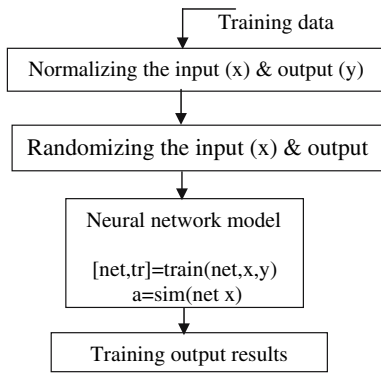 Training data
Normalizing the input (x) & output (y)
Randomizing the input (x) & output
Neural network model
[net,tr]=train(net,x,y)
a=sim(net x)
Training output results